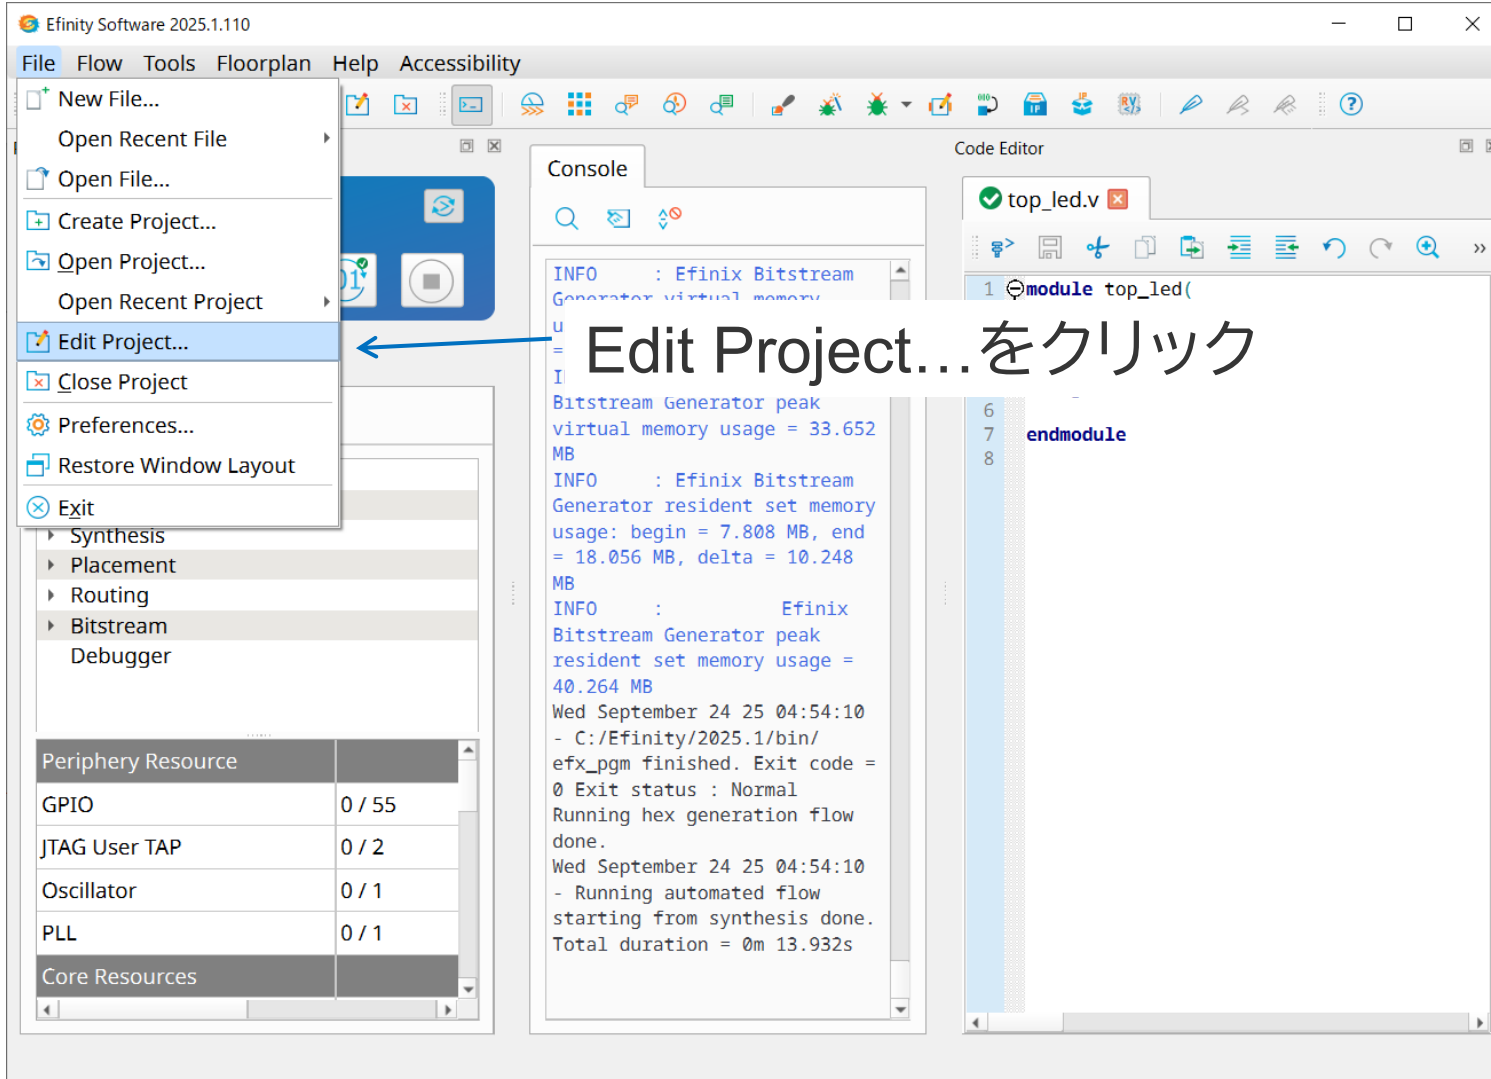 Efinity Software 2025.1.110
File Flow Tools Floorplan Help Accessibility
New File...
Open Recent File
Open File...
Create Project...
Open Project...
Open Recent Project
Edit Project...
Close Project
Preferences...
Restore Window Layout
Exit
Synthesis
Placement
Routing
Bitstream
Debugger
Periphery Resource
GPIO 0 / 55
JTAG User TAP 0 / 2
Oscillator 0 / 1
PLL 0 / 1
Core Resources
Console
INFO : Efinix Bitstream
Generator virtual memory
Edit Project…をクリック
Bitstream Generator peak
virtual memory usage = 33.652
MB
INFO : Efinix Bitstream
Generator resident set memory
usage: begin = 7.808 MB, end
= 18.056 MB, delta = 10.248
MB
INFO : Efinix
Bitstream Generator peak
resident set memory usage =
40.264 MB
Wed September 24 25 04:54:10
- C:/Efinity/2025.1/bin/
efx_pgm finished. Exit code =
0 Exit status : Normal
Running hex generation flow
done.
Wed September 24 25 04:54:10
- Running automated flow
starting from synthesis done.
Total duration = 0m 13.932s
Code Editor
top_led.v
1 module top_led(
6
7 endmodule
8